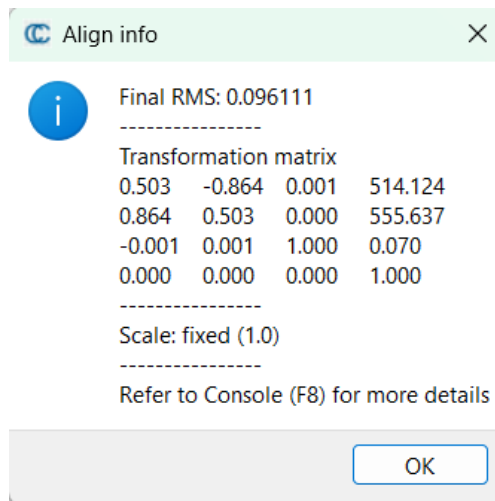 Align info
Final RMS: 0.096111
----------------
Transformation matrix
0.503 -0.864 0.001 514.124
0.864 0.503 0.000 555.637
-0.001 0.001 1.000 0.070
0.000 0.000 0.000 1.000
----------------
Scale: fixed (1.0)
----------------
Refer to Console (F8) for more details
OK